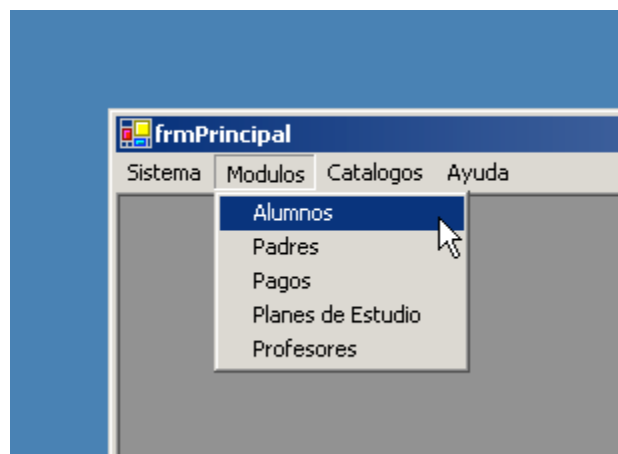 frmPrincipal
Sistema Modulos Catalogos Ayuda
Alumnos
Padres
Pagos
Planes de Estudio
Profesores